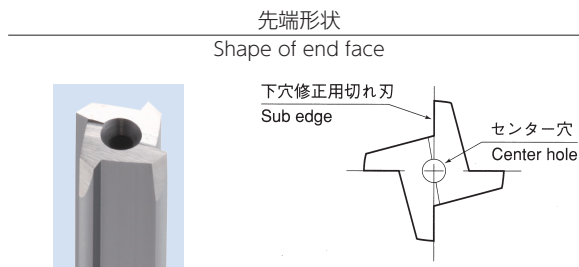 先端形状
Shape of end face
下穴修正用切れ刃
Sub edge
センター穴
Center hole